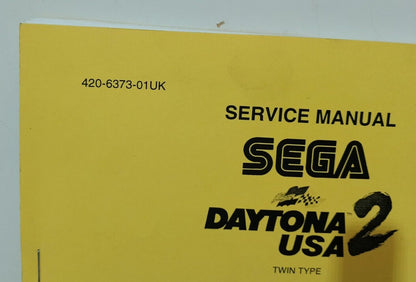 420-6373-01UK
SERVICE MANUAL
SEGA
DAYTONA
USA 2
TWIN TYPE